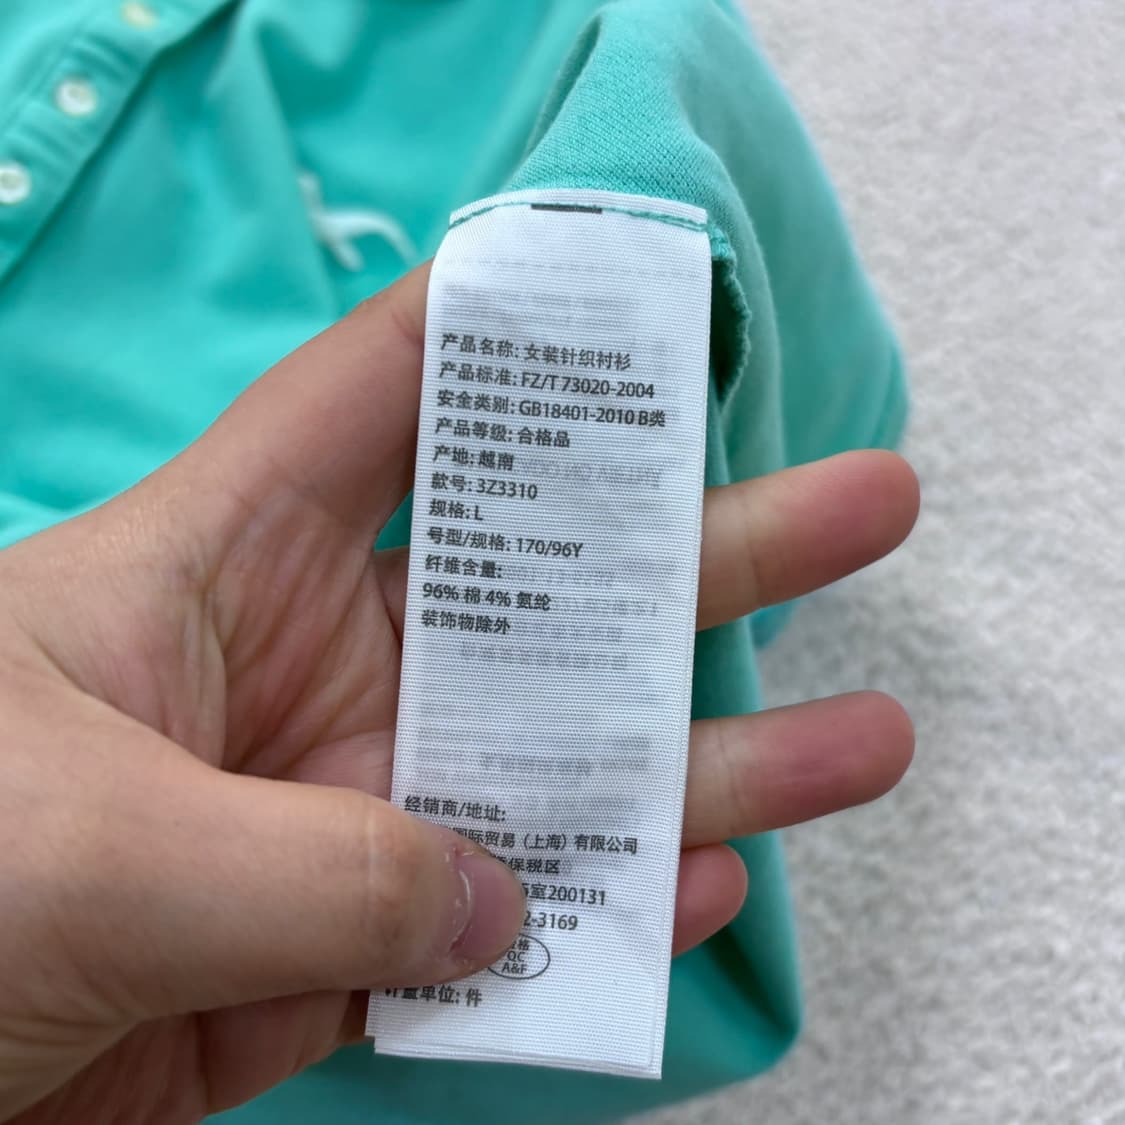 产品名称: 女装针织衬衫
产品标准: FZ/T 73020-2004
安全类别: GB18401-2010 B类
产品等级: 合格品
产地: 越南
款号: 3Z3310
规格: L
号型/规格: 170/96Y
纤维含量:
96% 棉 4% 氨纶
装饰物除外
经销商/地址:
国际贸易 (上海) 有限公司
保税区
室200131
2-3169
格
QC
A&F
计量单位: 件